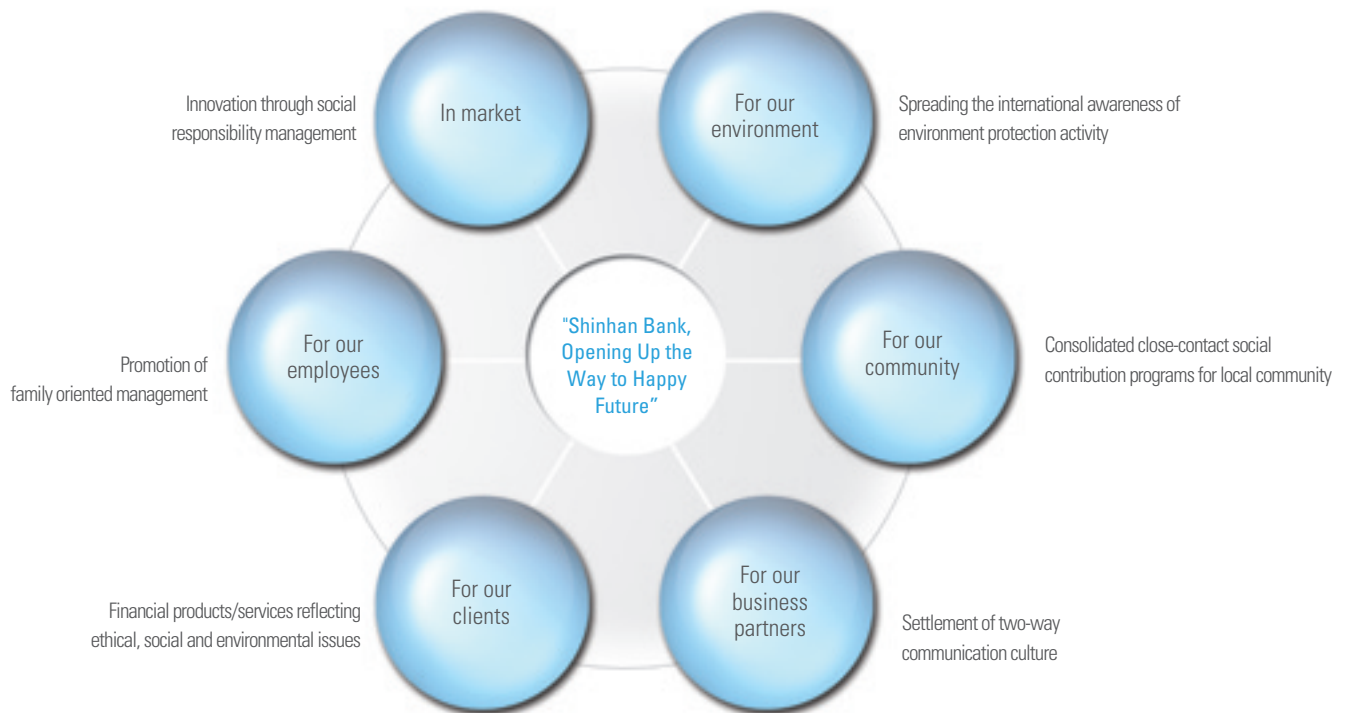 In market
Innovation through social
responsibility management
For our
environment
Spreading the international awareness of
environment protection activity
For our
employees
Promotion of
family oriented management
"Shinhan Bank,
Opening Up the
Way to Happy
Future”
For our
community
Consolidated close-contact social
contribution programs for local community
For our
clients
Financial products/services reflecting
ethical, social and environmental issues
For our
business
partners
Settlement of two-way
communication culture